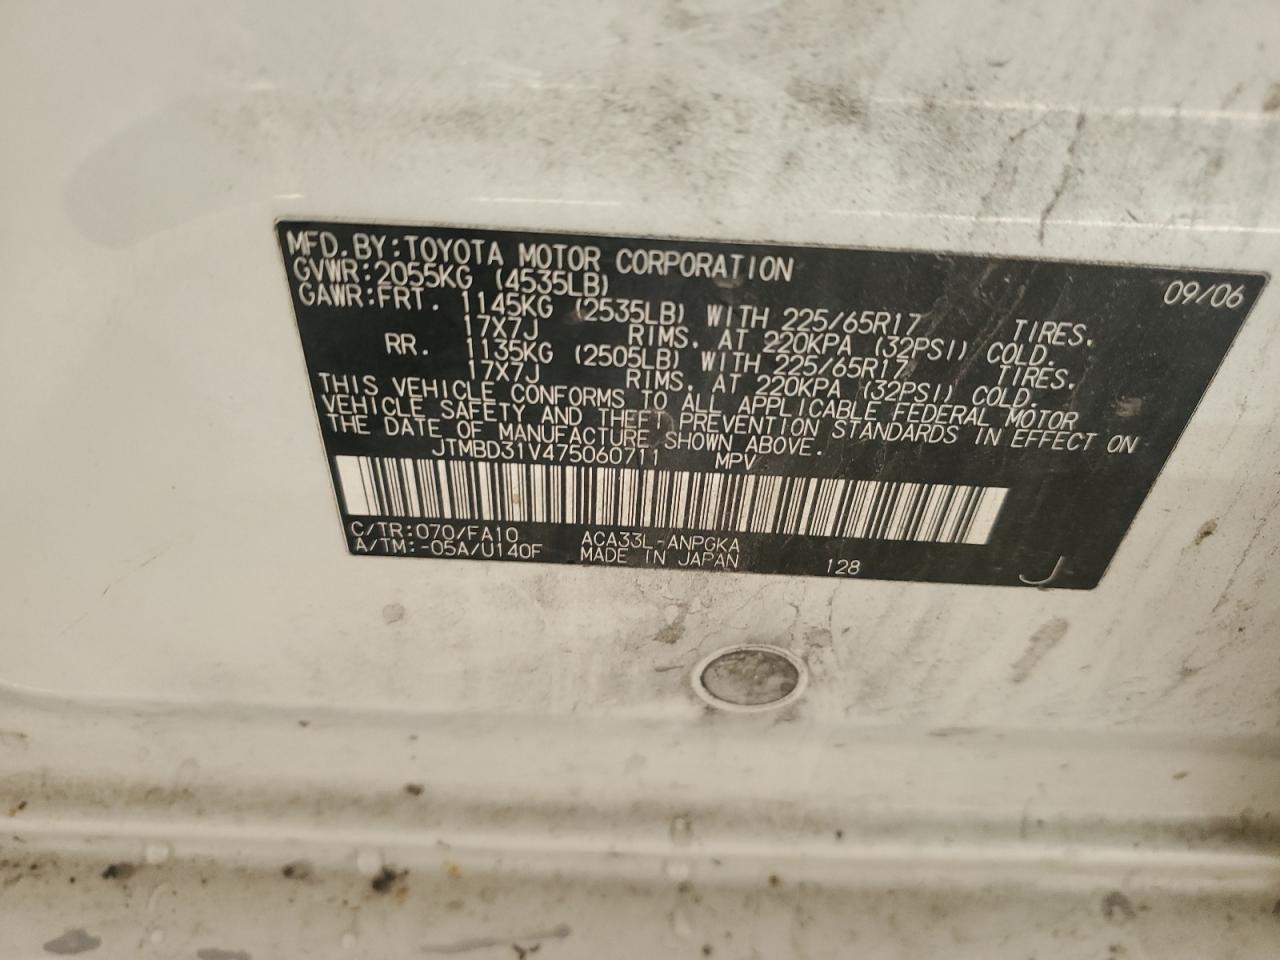 MFD. BY: TOYOTA MOTOR CORPORATION 09/06
GVWR: 2055KG (4535LB)
GAWR: FRT. 1145KG (2535LB) WITH 225/65R17 TIRES.
17X7J RIMS. AT 220KPA (32PSI) COLD.
RR. 1135KG (2505LB) WITH 225/65R17 TIRES.
17X7J RIMS. AT 220KPA (32PSI) COLD.
THIS VEHICLE CONFORMS TO ALL APPLICABLE FEDERAL MOTOR
VEHICLE SAFETY AND THEFT PREVENTION STANDARDS IN EFFECT ON
THE DATE OF MANUFACTURE SHOWN ABOVE.
JTMBD31V475060711 MPV
C/TR: 070/FA10 ACA33L-ANPGKA
A/TM: -05A/U140F MADE IN JAPAN 128 J